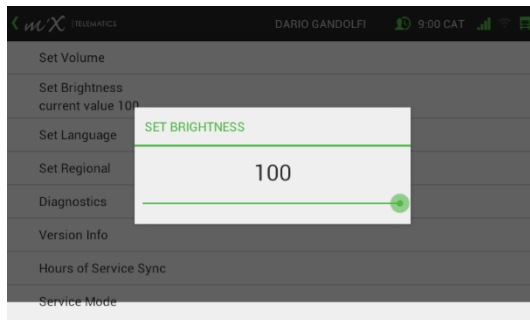 miX TELEMATICS DARIO GANDOLFI 9:00 CAT
Set Volume
Set Brightness
current value 100
SET BRIGHTNESS
100
Set Language
Set Regional
Diagnostics
Version Info
Hours of Service Sync
Service Mode